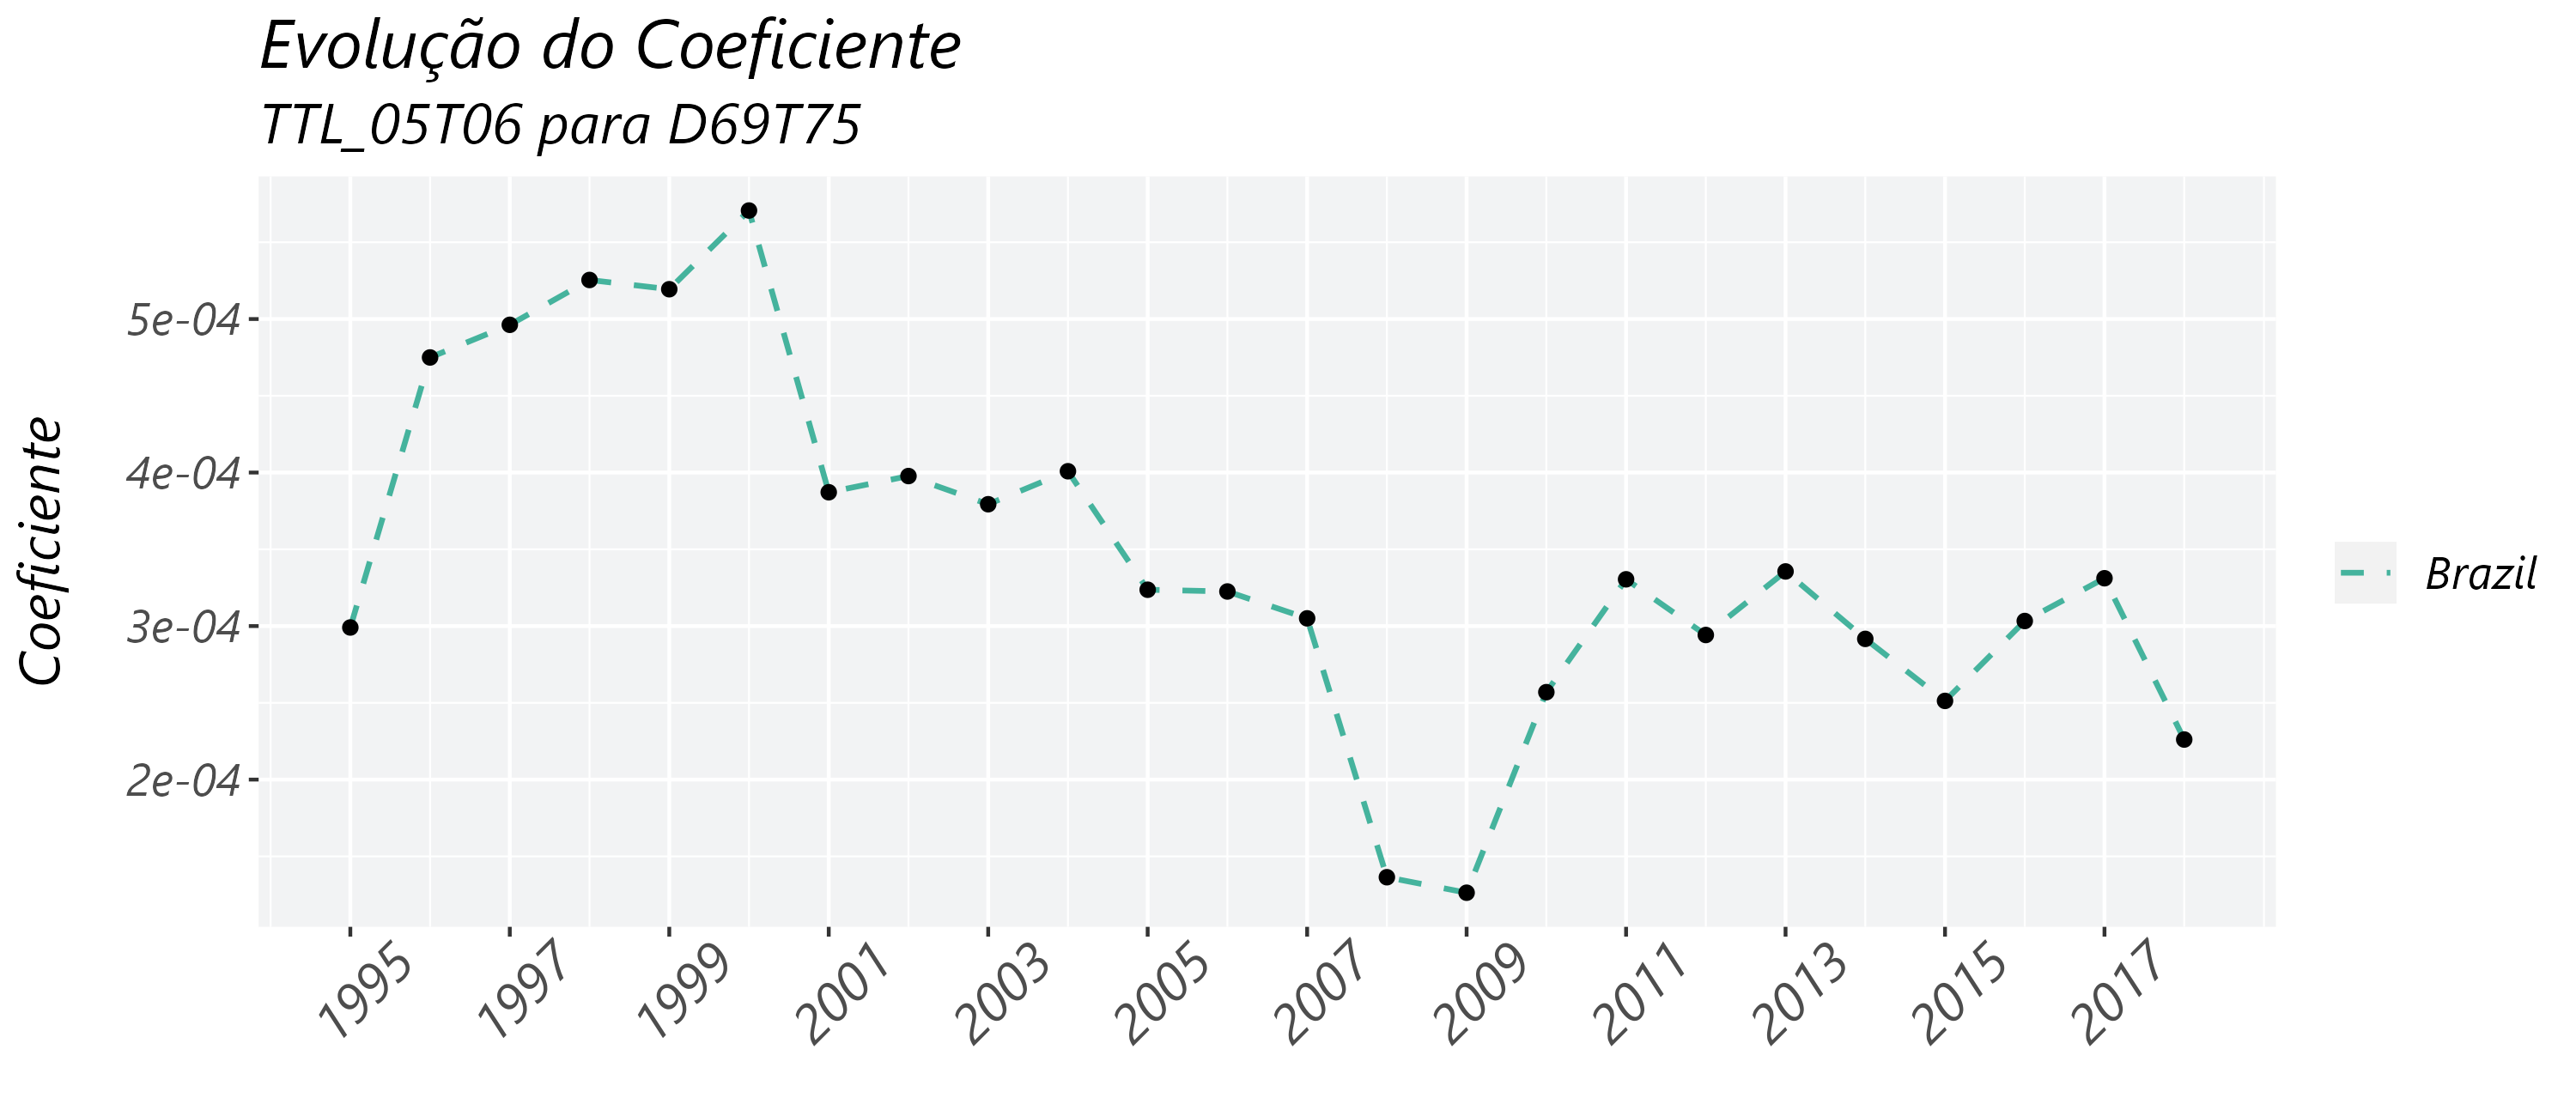 Evolução do Coeficiente
TTL_05T06 para D69T75
Coeficiente
5e-04
4e-04
3e-04
2e-04
1995
1997
1999
2001
2003
2005
2007
2009
2011
2013
2015
2017
Brazil